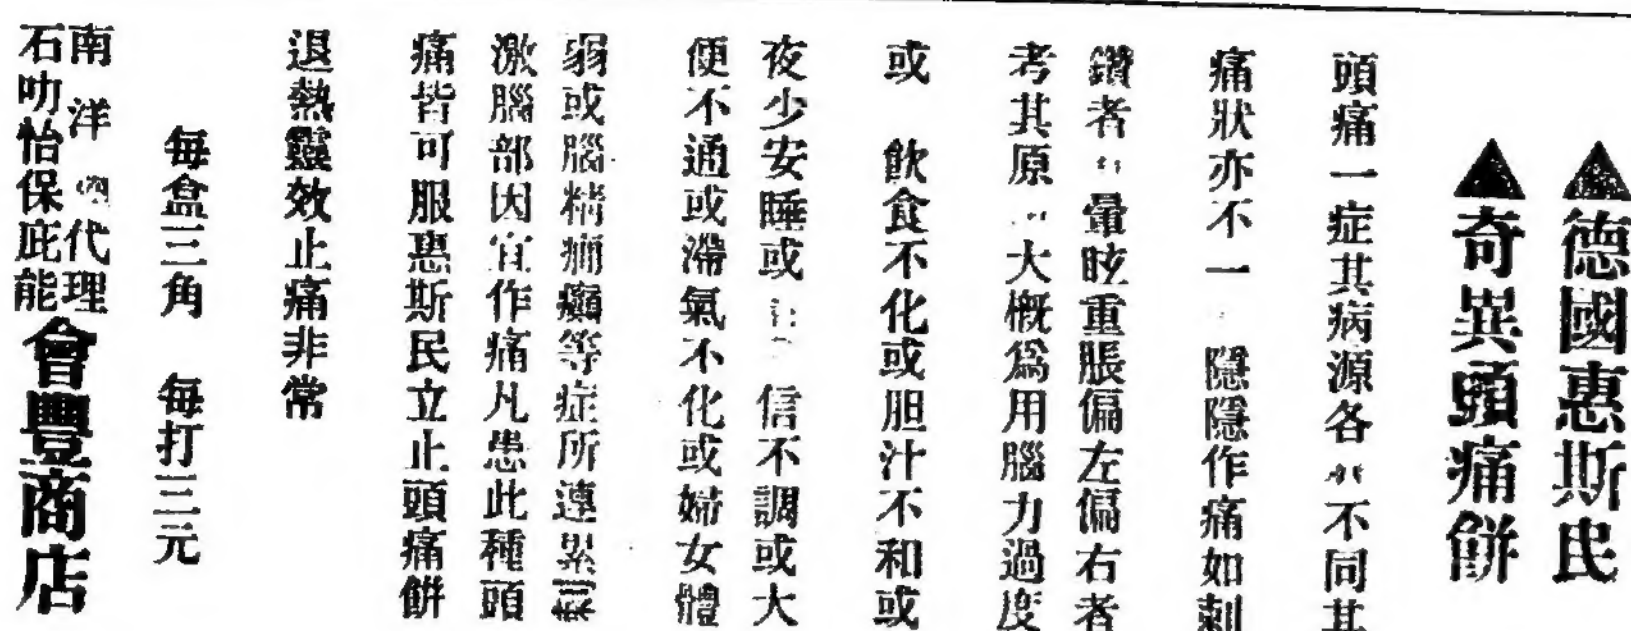 ▲德國惠斯民
▲奇異頭痛餅
頭痛一症其病源各不同其
痛狀亦不一隱隱作痛如刺
鑽者暈眩重脹偏左偏右者
考其原大概爲用腦力過度
或飲食不化或胆汁不和或
夜少安睡或信不調或大
便不通或滯氣不化或婦女體
弱或腦精痛癲等症所連累
激腦部因作痛凡患此種頭
痛皆可服惠斯民立止頭痛餅
退熱靈效止痛非常
每盒三角 每打三元
南洋代理
石叻怡保庇能
會豐商店